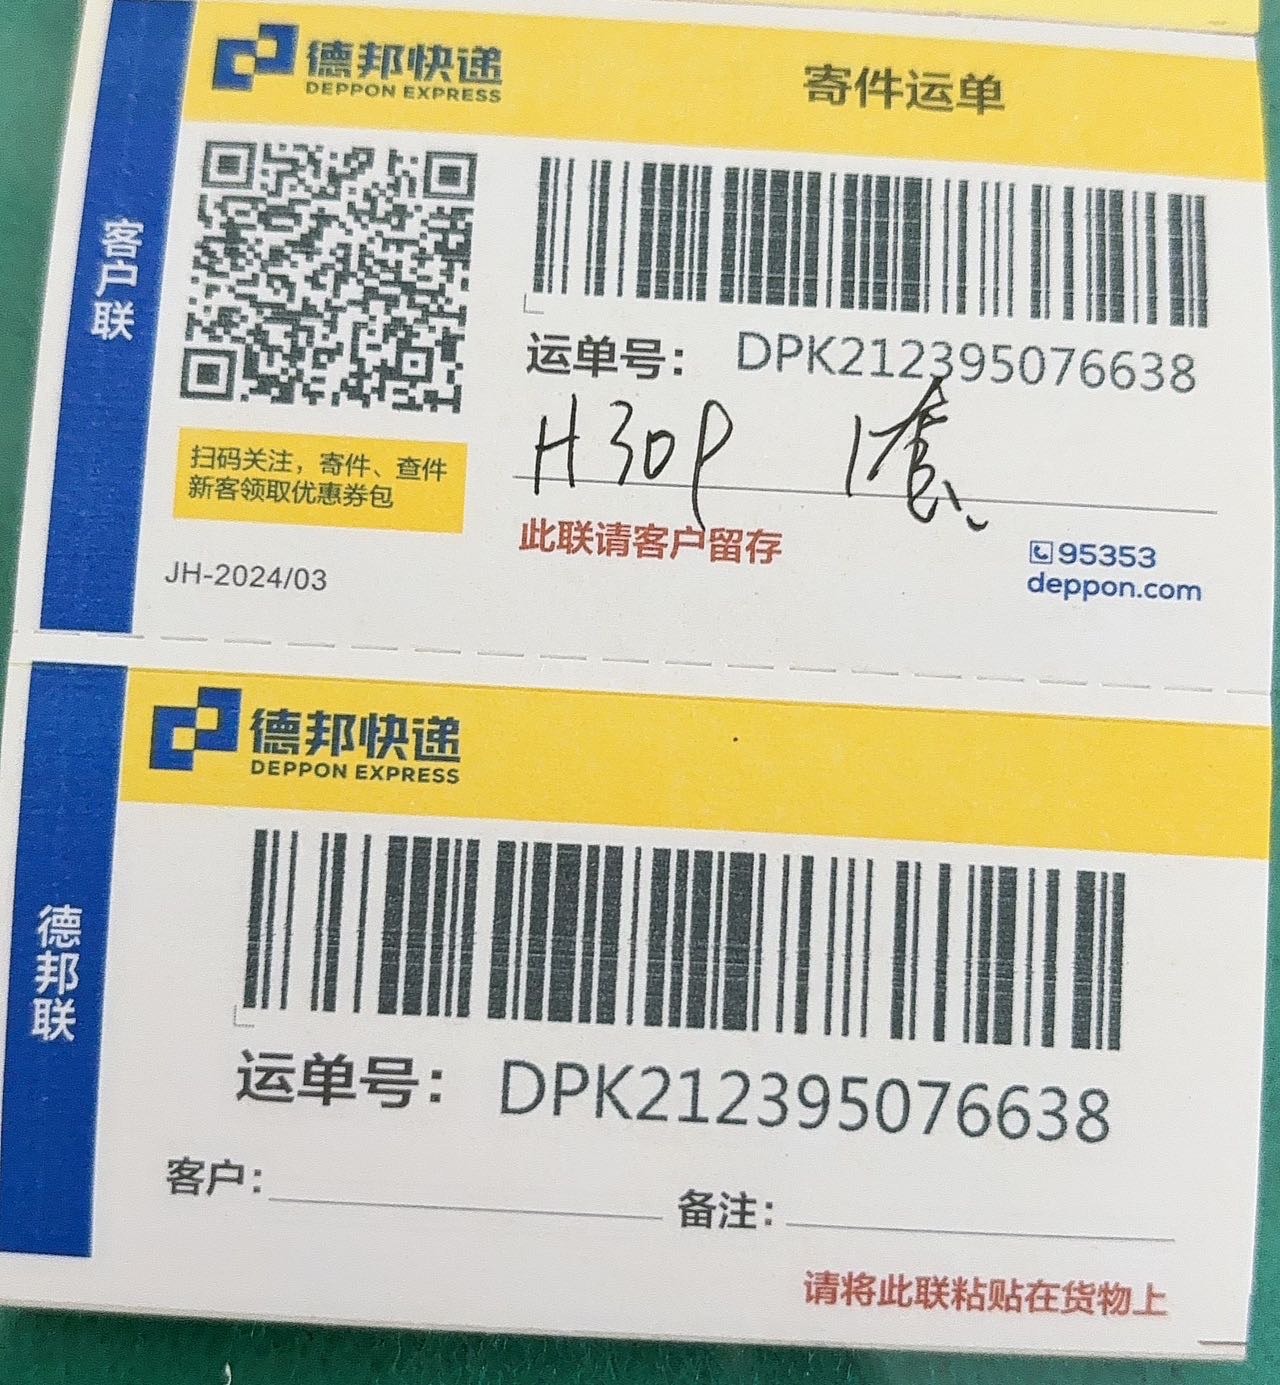 德邦快递
DEPPON EXPRESS
寄件运单
客户联
运单号： DPK212395076638
H30P 1套
扫码关注，寄件、查件
新客领取优惠券包
此联请客户留存
JH-2024/03
95353
deppon.com
德邦快递
DEPPON EXPRESS
德邦联
运单号： DPK212395076638
客户：
备注：
请将此联粘贴在货物上